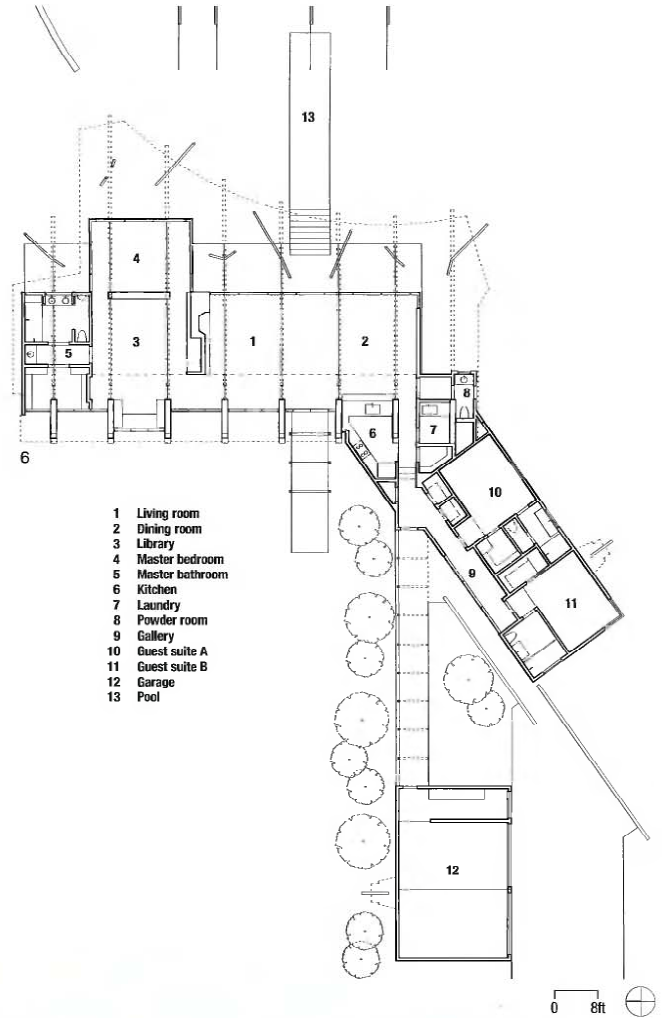 13
4
3
1
2
5
8
6
7
6
10
9
11
1 Living room
2 Dining room
3 Library
4 Master bedroom
5 Master bathroom
6 Kitchen
7 Laundry
8 Powder room
9 Gallery
10 Guest suite A
11 Guest suite B
12 Garage
13 Pool
12
0 8ft